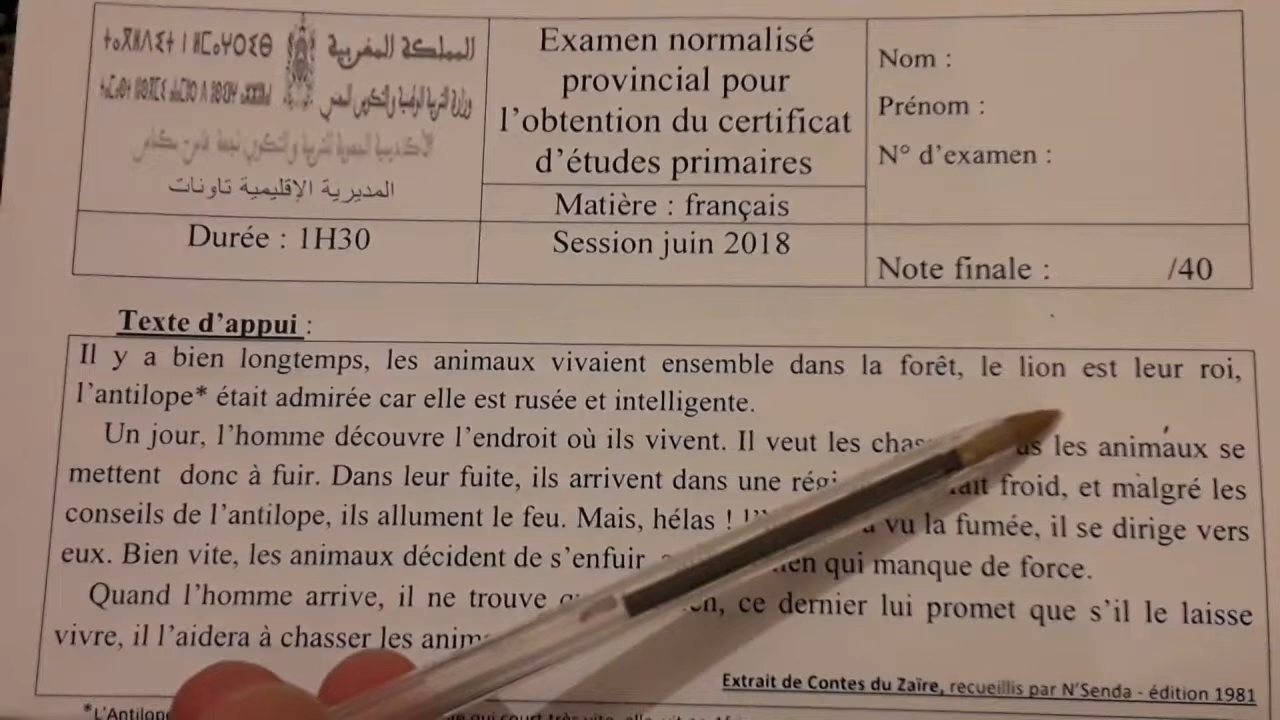 المملكة المغربية
Examen normalisé
provincial pour
l'obtention du certificat
d'études primaires
Matière : français
Session juin 2018
المديرية الإقليمية تاونات
Durée : 1H30
Nom :
Prénom :
N° d'examen :
Note finale : /40
Texte d'appui :
Il y a bien longtemps, les animaux vivaient ensemble dans la forêt, le lion est leur roi,
l'antilope* était admirée car elle est rusée et intelligente.
Un jour, l'homme découvre l'endroit où ils vivent. Il veut les les animaux se
mettent donc à fuir. Dans leur fuite, ils arrivent dans une froid, et malgré les
conseils de l'antilope, ils allument le feu. Mais, hélas ! vu la fumée, il se dirige vers
eux. Bien vite, les animaux décident de s'enfuir qui manque de force.
Quand l'homme arrive, il ne trouve ce dernier lui promet que s'il le laisse
vivre, il l'aidera à chasser les
Extrait de Contes du Zaïre, recueillis par N'Senda - édition 1981